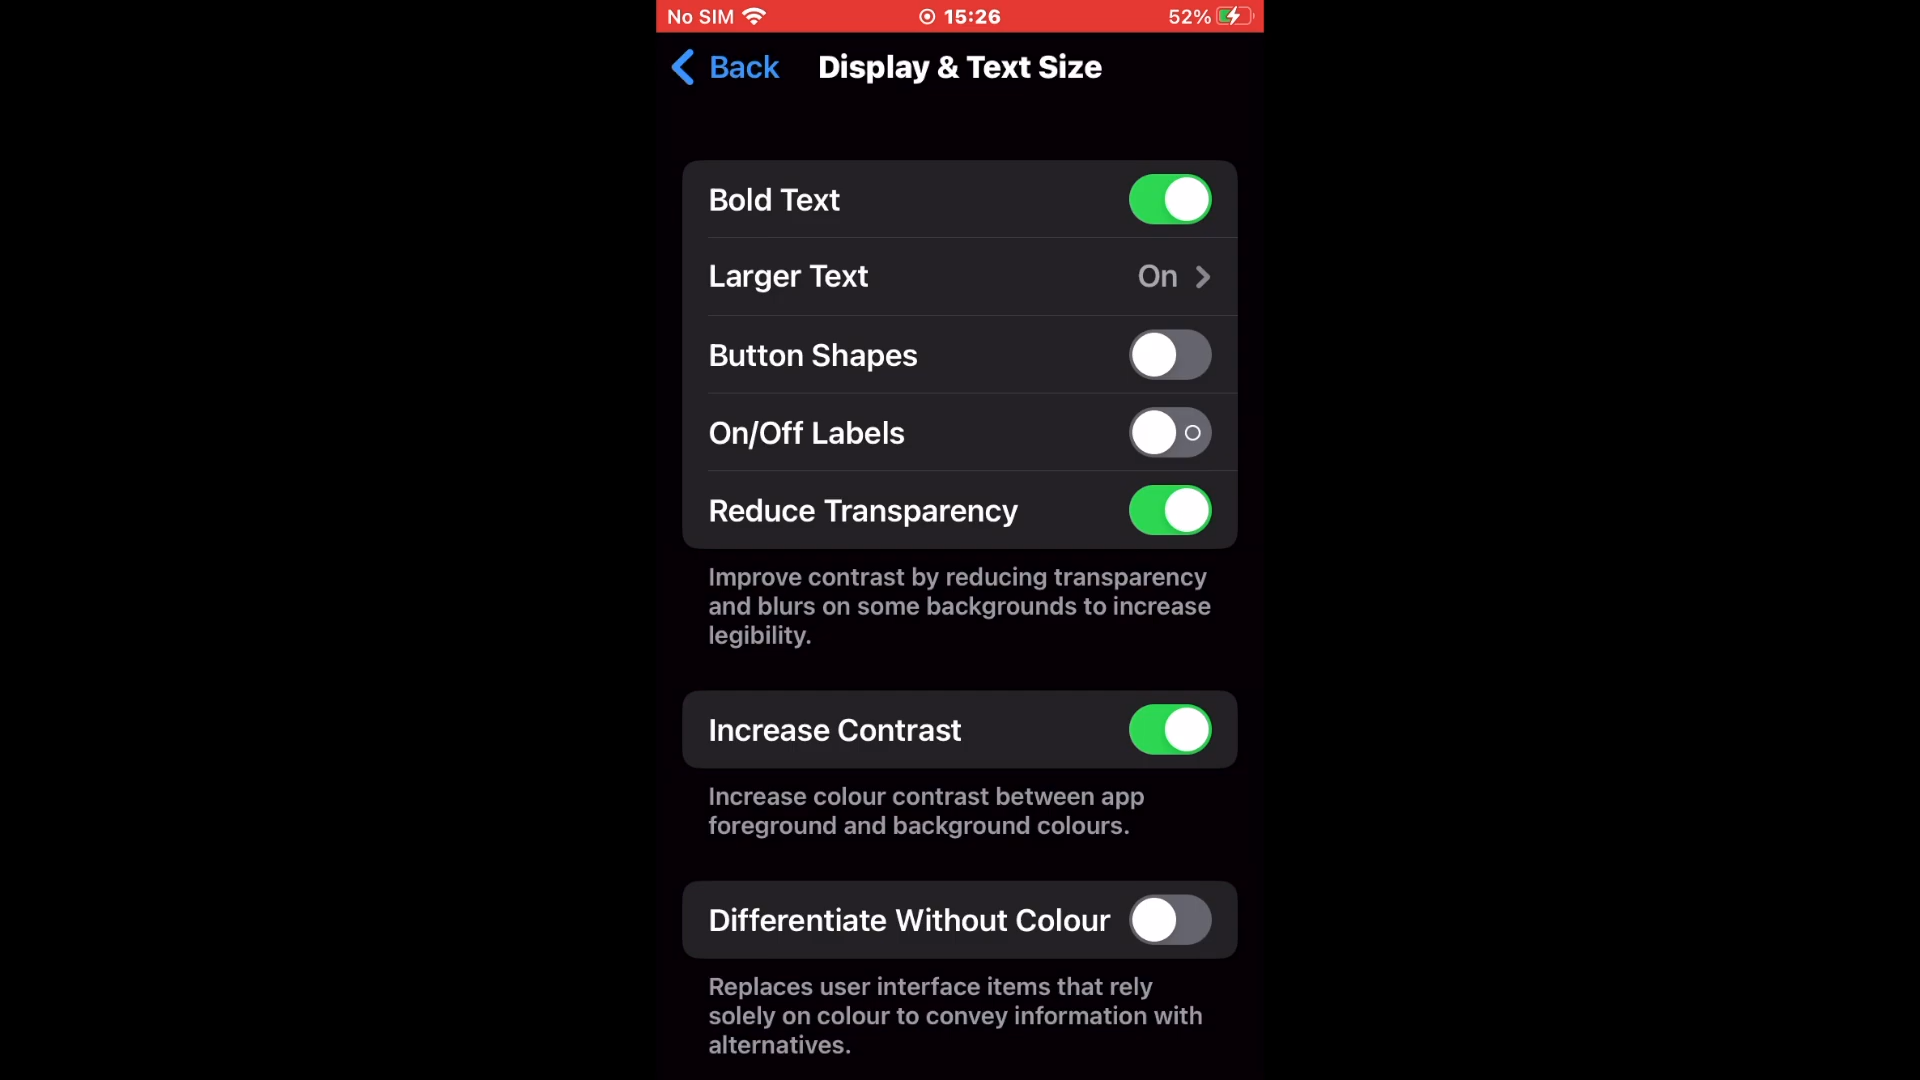 No SIM 15:26 52%
Back Display & Text Size
Bold Text
Larger Text On
Button Shapes
On/Off Labels
Reduce Transparency
Improve contrast by reducing transparency
and blurs on some backgrounds to increase
legibility.
Increase Contrast
Increase colour contrast between app
foreground and background colours.
Differentiate Without Colour
Replaces user interface items that rely
solely on colour to convey information with
alternatives.